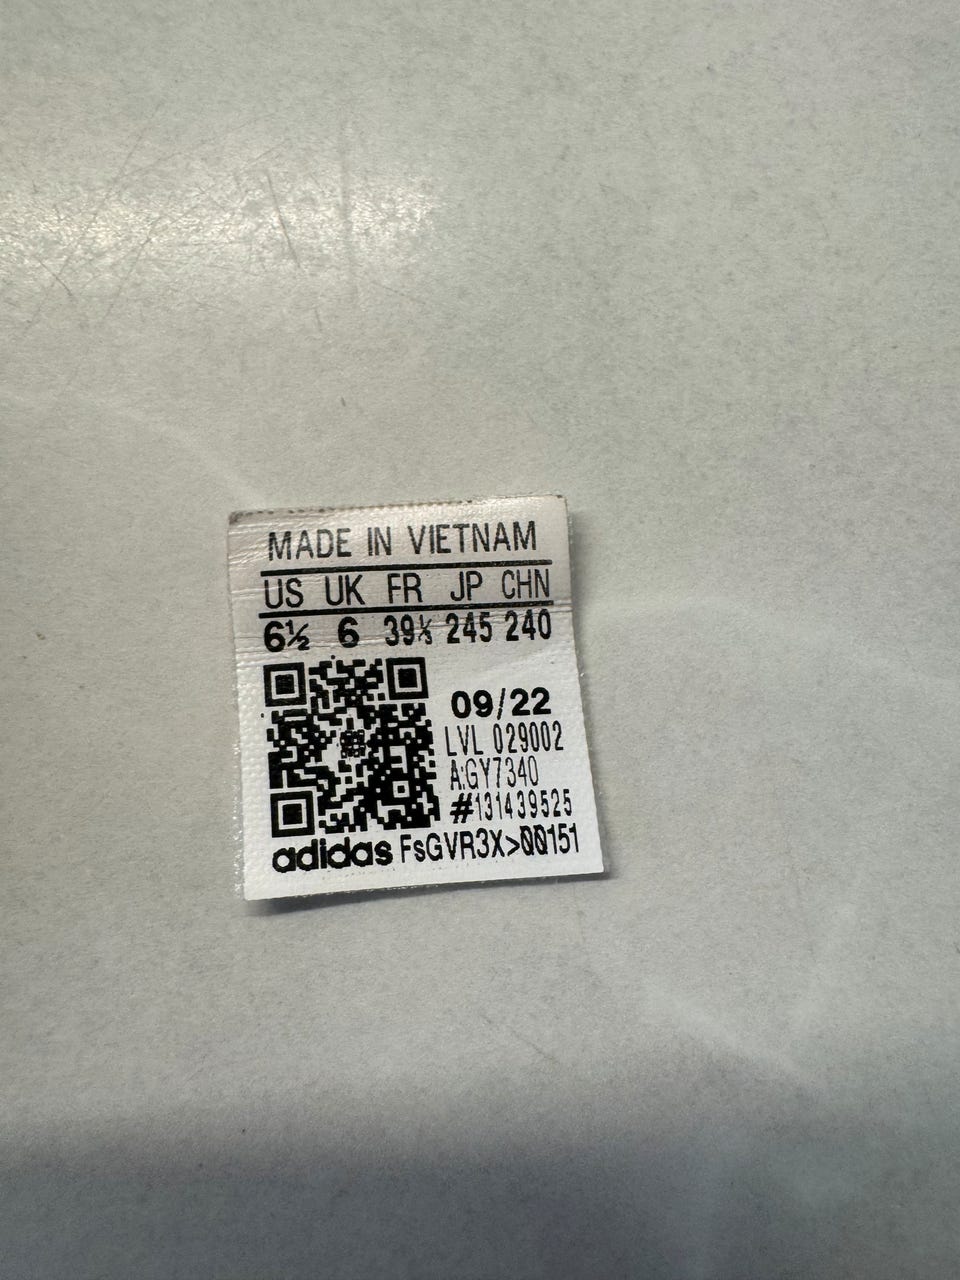 MADE IN VIETNAM
US UK FR JP CHN
6½ 6 39⅓ 245 240
09/22
LVL 029002
A:GY7340
#131439525
adidas FsGVR3X>00151